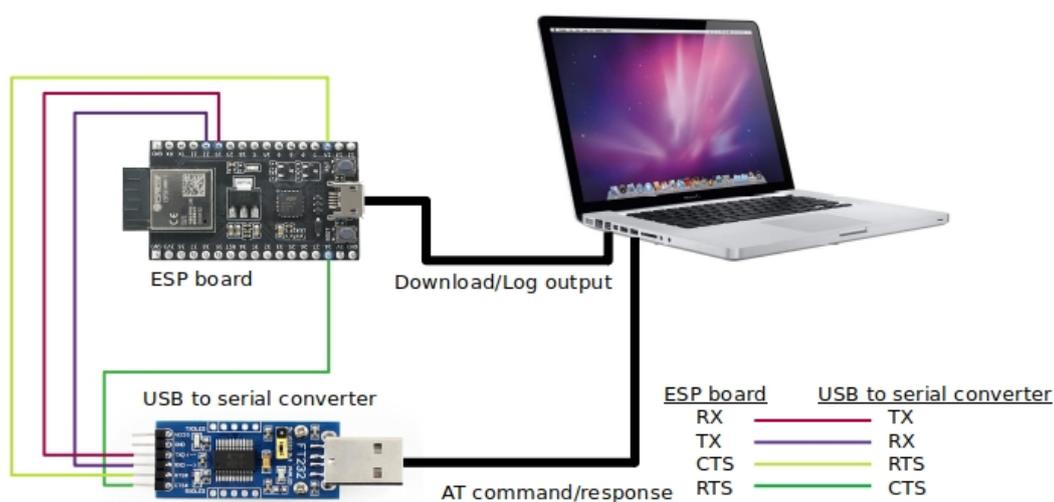 ESP board
Download/Log output
USB to serial converter
FT232
AT command/response
ESP board USB to serial converter
RX TX
TX RX
CTS RTS
RTS CTS